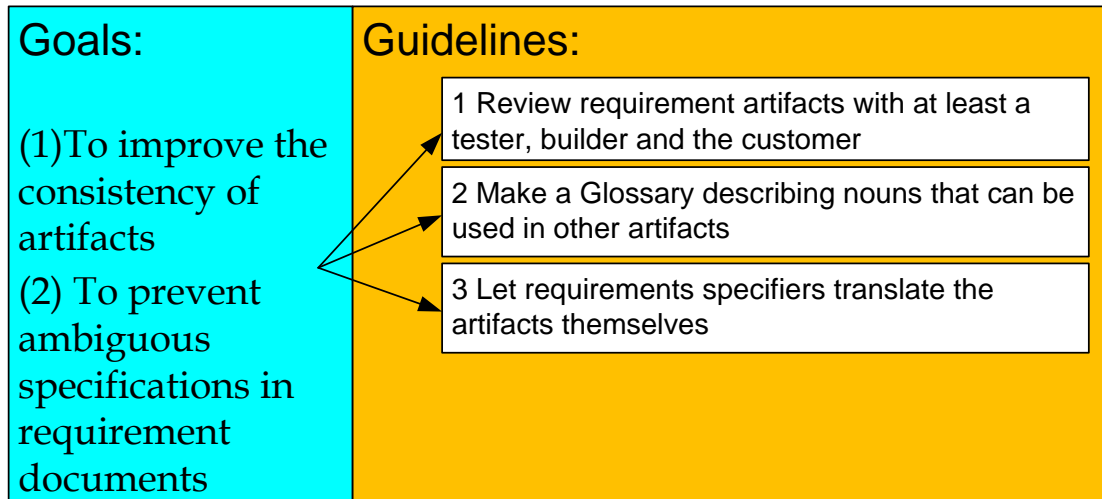 Goals:
(1)To improve the
consistency of
artifacts
(2) To prevent
ambiguous
specifications in
requirement
documents
Guidelines:
1 Review requirement artifacts with at least a
tester, builder and the customer
2 Make a Glossary describing nouns that can be
used in other artifacts
3 Let requirements specifiers translate the
artifacts themselves